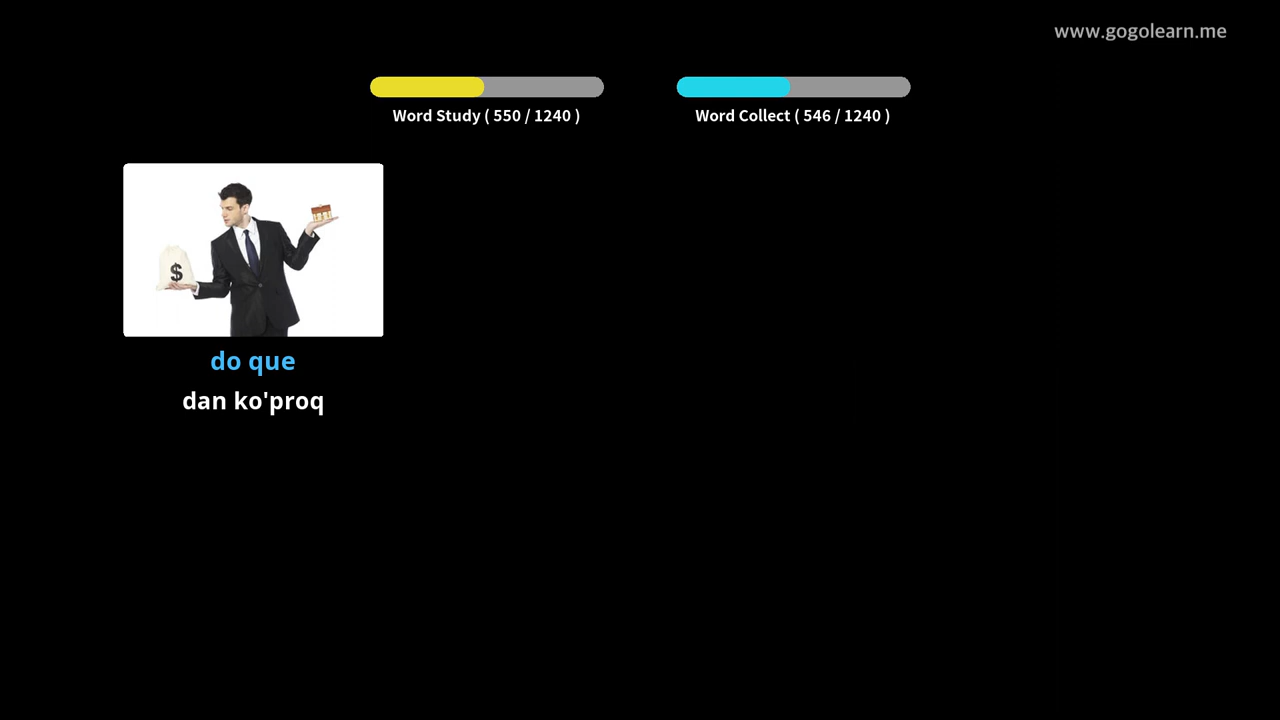 www.gogolearn.me
Word Study ( 550 / 1240 )
Word Collect ( 546 / 1240 )
$
do que
dan ko'proq